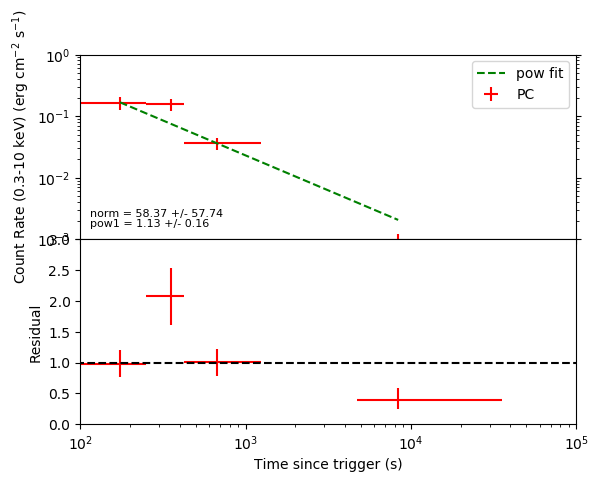 Count Rate (0.3-10 keV) (erg cm⁻² s⁻¹)
10⁰
10⁻¹
10⁻²
10⁻³
pow fit
PC
norm = 58.37 +/- 57.74
pow1 = 1.13 +/- 0.16
Residual
3.0
2.5
2.0
1.5
1.0
0.5
0.0
10² 10³ 10⁴ 10⁵
Time since trigger (s)